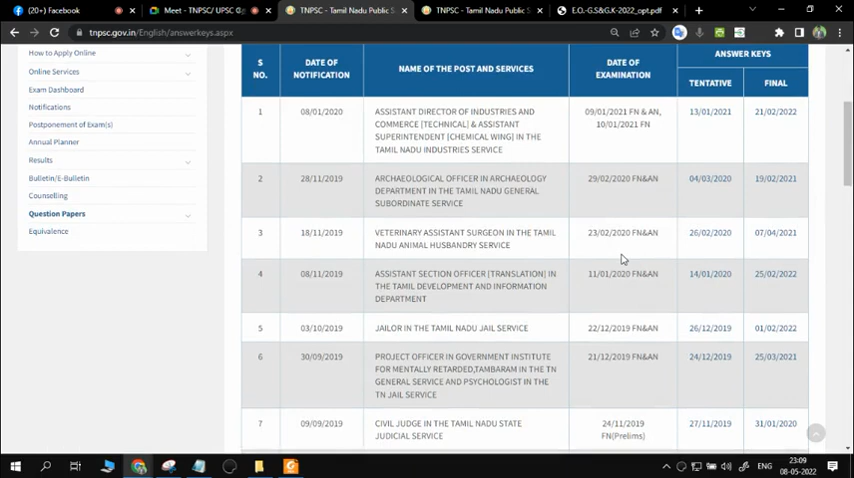 (20+) Facebook
Meet - TNPSC/ UPSC G
TNPSC - Tamil Nadu Public S
TNPSC - Tamil Nadu Public S
E.O.-G.S&G.K-2022_opt.pdf
tnpsc.gov.in/English/answerkeys.aspx
How to Apply Online
Online Services
Exam Dashboard
Notifications
Postponement of Exam(s)
Annual Planner
Results
Bulletin/E-Bulletin
Counselling
Question Papers
Equivalence
S NO.
DATE OF NOTIFICATION
NAME OF THE POST AND SERVICES
DATE OF EXAMINATION
ANSWER KEYS
TENTATIVE
FINAL
1
08/01/2020
ASSISTANT DIRECTOR OF INDUSTRIES AND
COMMERCE [TECHNICAL] & ASSISTANT
SUPERINTENDENT [CHEMICAL WING] IN THE
TAMIL NADU INDUSTRIES SERVICE
09/01/2021 FN & AN,
10/01/2021 FN
13/01/2021
21/02/2022
2
28/11/2019
ARCHAEOLOGICAL OFFICER IN ARCHAEOLOGY
DEPARTMENT IN THE TAMIL NADU GENERAL
SUBORDINATE SERVICE
29/02/2020 FN&AN
04/03/2020
19/02/2021
3
18/11/2019
VETERINARY ASSISTANT SURGEON IN THE TAMIL
NADU ANIMAL HUSBANDRY SERVICE
23/02/2020 FN&AN
26/02/2020
07/04/2021
4
08/11/2019
ASSISTANT SECTION OFFICER [TRANSLATION] IN
THE TAMIL DEVELOPMENT AND INFORMATION
DEPARTMENT
11/01/2020 FN&AN
14/01/2020
25/02/2022
5
03/10/2019
JAILOR IN THE TAMIL NADU JAIL SERVICE
22/12/2019 FN&AN
26/12/2019
01/02/2022
6
30/09/2019
PROJECT OFFICER IN GOVERNMENT INSTITUTE
FOR MENTALLY RETARDED,TAMBARAM IN THE TN
GENERAL SERVICE AND PSYCHOLOGIST IN THE
TN JAIL SERVICE
21/12/2019 FN&AN
24/12/2019
25/03/2021
7
09/09/2019
CIVIL JUDGE IN THE TAMIL NADU STATE
JUDICIAL SERVICE
24/11/2019
FN(Prelims)
27/11/2019
31/01/2020
ENG
23:09
08-05-2022